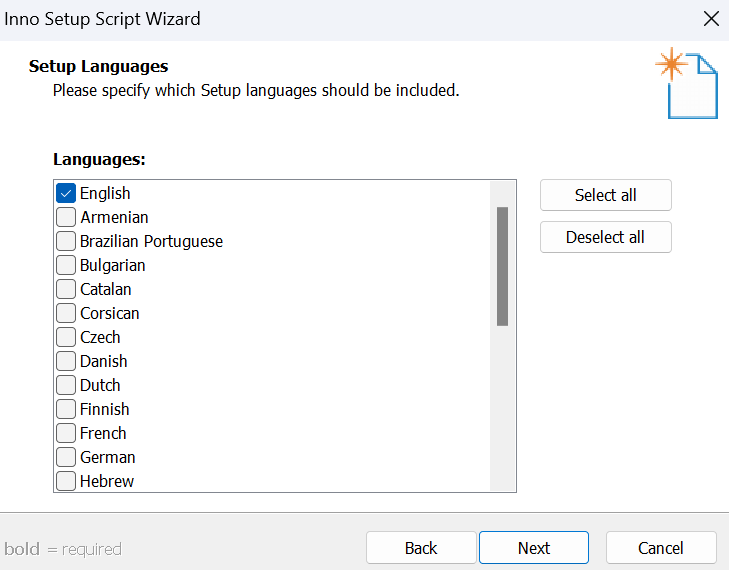 Inno Setup Script Wizard
Setup Languages
Please specify which Setup languages should be included.
Languages:
English
Armenian
Brazilian Portuguese
Bulgarian
Catalan
Corsican
Czech
Danish
Dutch
Finnish
French
German
Hebrew
Select all
Deselect all
bold = required
Back
Next
Cancel